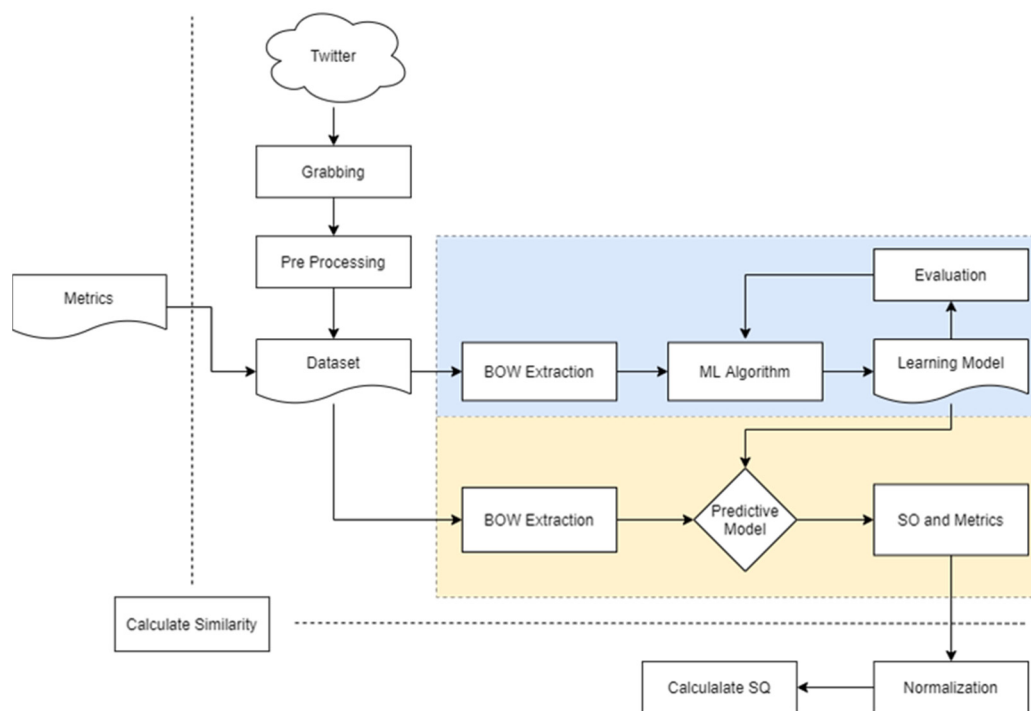 Twitter
Grabbing
Pre Processing
Metrics
Dataset
BOW Extraction
ML Algorithm
Evaluation
Learning Model
BOW Extraction
Predictive
Model
SO and Metrics
Calculate Similarity
Calculalate SQ
Normalization